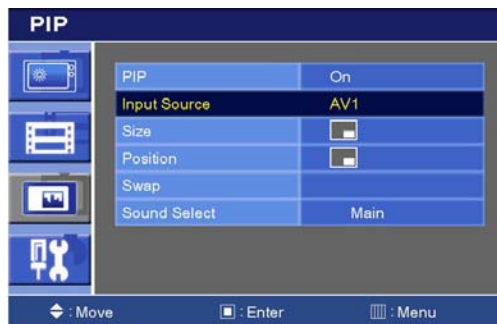 PIP
PIP On
Input Source AV1
Size
Position
Swap
Sound Select Main
: Move : Enter : Menu